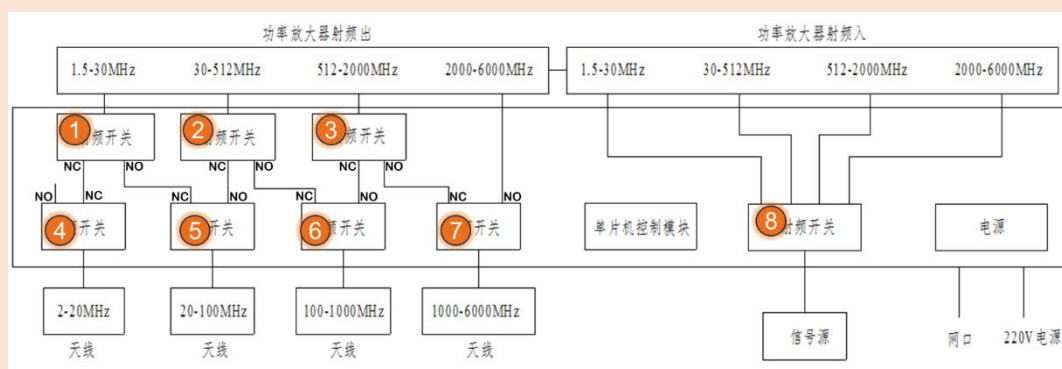 功率放大器射频出 功率放大器射频入
1.5-30MHz 30-512MHz 512-2000MHz 2000-6000MHz 1.5-30MHz 30-512MHz 512-2000MHz 2000-6000MHz
1 射频开关 2 射频开关 3 射频开关
NC NO NC NO NC NO
NO NC NC NO NC NO NC NO
4 频开关 5 开关 6 频开关 7 开关 单片机控制模块 8 射频开关 电源
2-20MHz 20-100MHz 100-1000MHz 1000-6000MHz 信号源 网口 220V电源
天线 天线 天线 天线